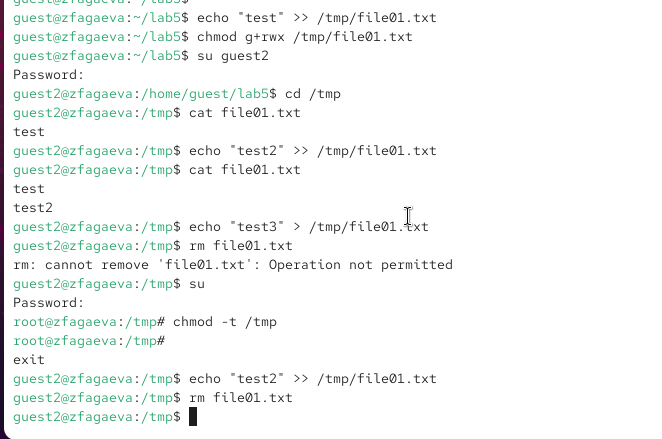 guest@zfagaeva:~/lab5$ echo "test" >> /tmp/file01.txt
guest@zfagaeva:~/lab5$ chmod g+rwx /tmp/file01.txt
guest@zfagaeva:~/lab5$ su guest2
Password:
guest2@zfagaeva:/home/guest/lab5$ cd /tmp
guest2@zfagaeva:/tmp$ cat file01.txt
test
guest2@zfagaeva:/tmp$ echo "test2" >> /tmp/file01.txt
guest2@zfagaeva:/tmp$ cat file01.txt
test
test2
guest2@zfagaeva:/tmp$ echo "test3" > /tmp/file01.txt
guest2@zfagaeva:/tmp$ rm file01.txt
rm: cannot remove 'file01.txt': Operation not permitted
guest2@zfagaeva:/tmp$ su
Password:
root@zfagaeva:/tmp# chmod -t /tmp
root@zfagaeva:/tmp#
exit
guest2@zfagaeva:/tmp$ echo "test2" >> /tmp/file01.txt
guest2@zfagaeva:/tmp$ rm file01.txt
guest2@zfagaeva:/tmp$